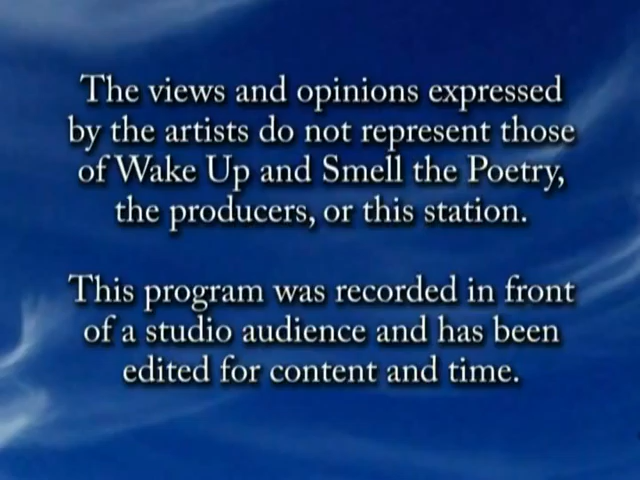 The views and opinions expressed
by the artists do not represent those
of Wake Up and Smell the Poetry,
the producers, or this station.
This program was recorded in front
of a studio audience and has been
edited for content and time.